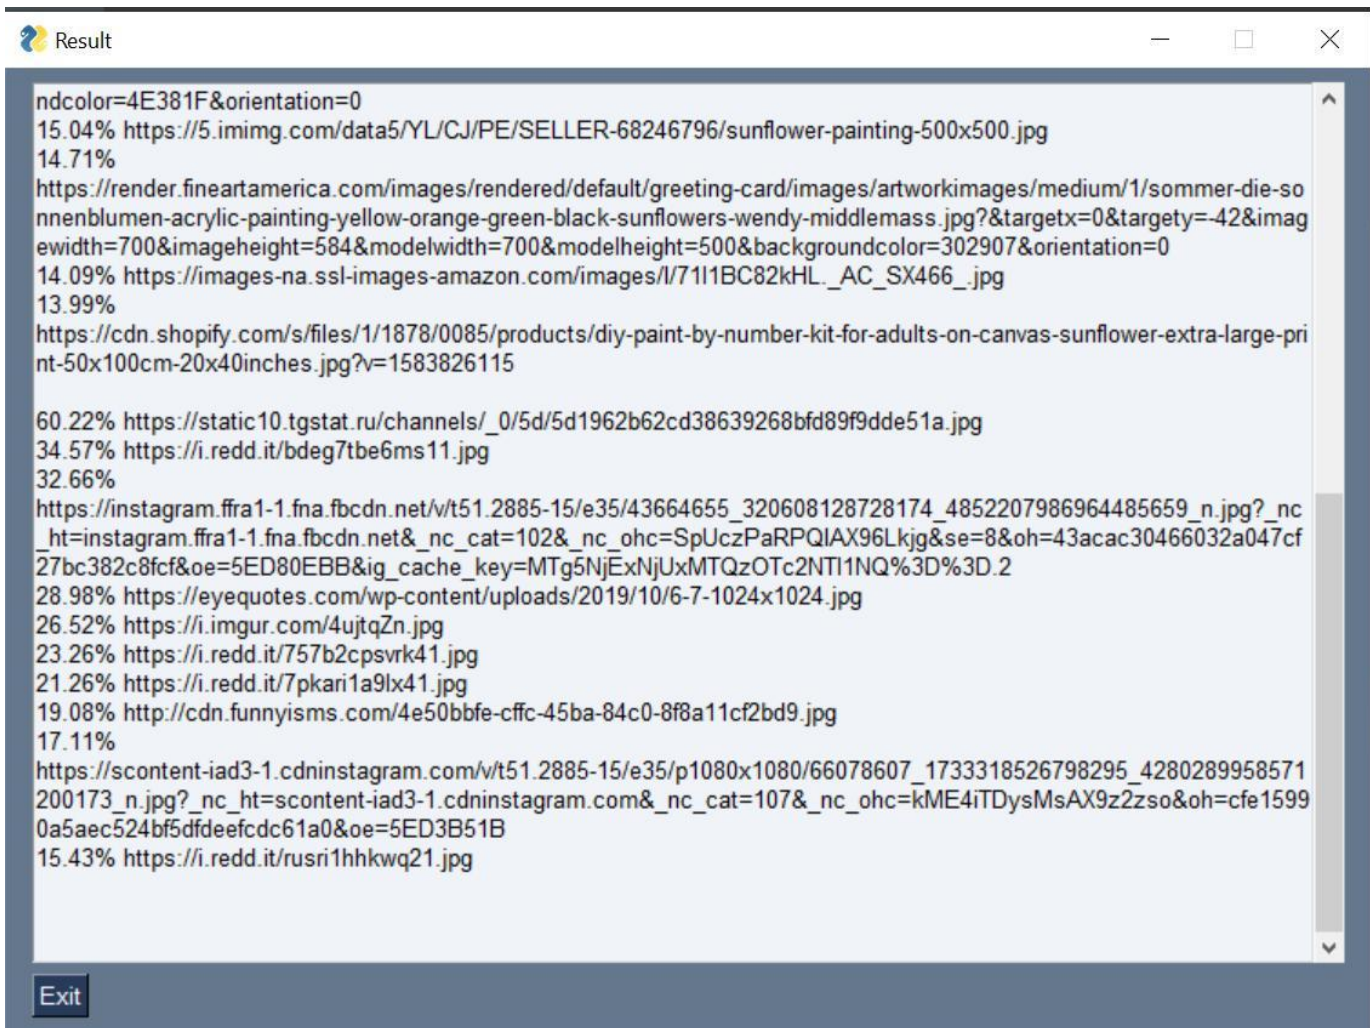 Result
ndcolor=4E381F&orientation=0
15.04% https://5.imimg.com/data5/YL/CJ/PE/SELLER-68246796/sunflower-painting-500x500.jpg
14.71%
https://render.fineartamerica.com/images/rendered/default/greeting-card/images/artworkimages/medium/1/sommer-die-so
nnenblumen-acrylic-painting-yellow-orange-green-black-sunflowers-wendy-middlemass.jpg?&targetx=0&targety=-42&imag
ewidth=700&imageheight=584&modelwidth=700&modelheight=500&backgroundcolor=302907&orientation=0
14.09% https://images-na.ssl-images-amazon.com/images/I/71I1BC82kHL._AC_SX466_.jpg
13.99%
https://cdn.shopify.com/s/files/1/1878/0085/products/diy-paint-by-number-kit-for-adults-on-canvas-sunflower-extra-large-pri
nt-50x100cm-20x40inches.jpg?v=1583826115
60.22% https://static10.tgstat.ru/channels/_0/5d/5d1962b62cd38639268bfd89f9dde51a.jpg
34.57% https://i.redd.it/bdeg7tbe6ms11.jpg
32.66%
https://instagram.ffra1-1.fna.fbcdn.net/v/t51.2885-15/e35/43664655_320608128728174_4852207986964485659_n.jpg?_nc
_ht=instagram.ffra1-1.fna.fbcdn.net&_nc_cat=102&_nc_ohc=SpUczPaRPQIAX96Lkjg&se=8&oh=43acac30466032a047cf
27bc382c8fcf&oe=5ED80EBB&ig_cache_key=MTg5NjExNjUxMTQzOTc2NTI1NQ%3D%3D.2
28.98% https://eyequotes.com/wp-content/uploads/2019/10/6-7-1024x1024.jpg
26.52% https://i.imgur.com/4ujtqZn.jpg
23.26% https://i.redd.it/757b2cpsvrk41.jpg
21.26% https://i.redd.it/7pkari1a9lx41.jpg
19.08% http://cdn.funnyisms.com/4e50bbfe-cffc-45ba-84c0-8f8a11cf2bd9.jpg
17.11%
https://scontent-iad3-1.cdninstagram.com/v/t51.2885-15/e35/p1080x1080/66078607_1733318526798295_4280289958571
200173_n.jpg?_nc_ht=scontent-iad3-1.cdninstagram.com&_nc_cat=107&_nc_ohc=kME4iTDysMsAX9z2zso&oh=cfe1599
0a5aec524bf5dfdeefcdc61a0&oe=5ED3B51B
15.43% https://i.redd.it/rusri1hhkwq21.jpg
Exit